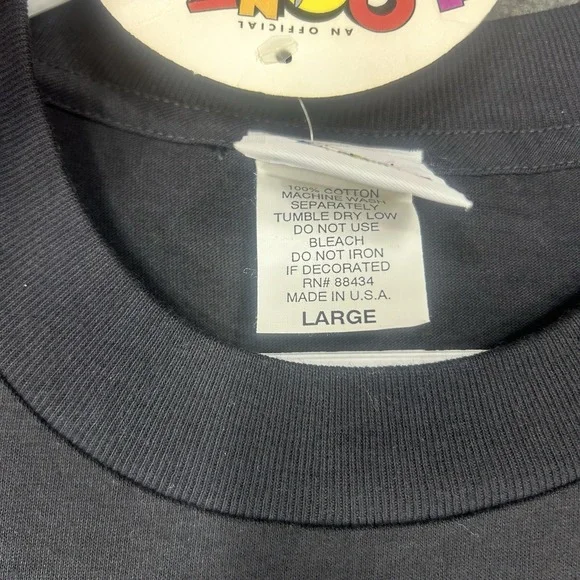 AN OFFICIAL
OON
100% COTTON
MACHINE WASH
SEPARATELY
TUMBLE DRY LOW
DO NOT USE
BLEACH
DO NOT IRON
IF DECORATED
RN# 88434
MADE IN U.S.A.
LARGE